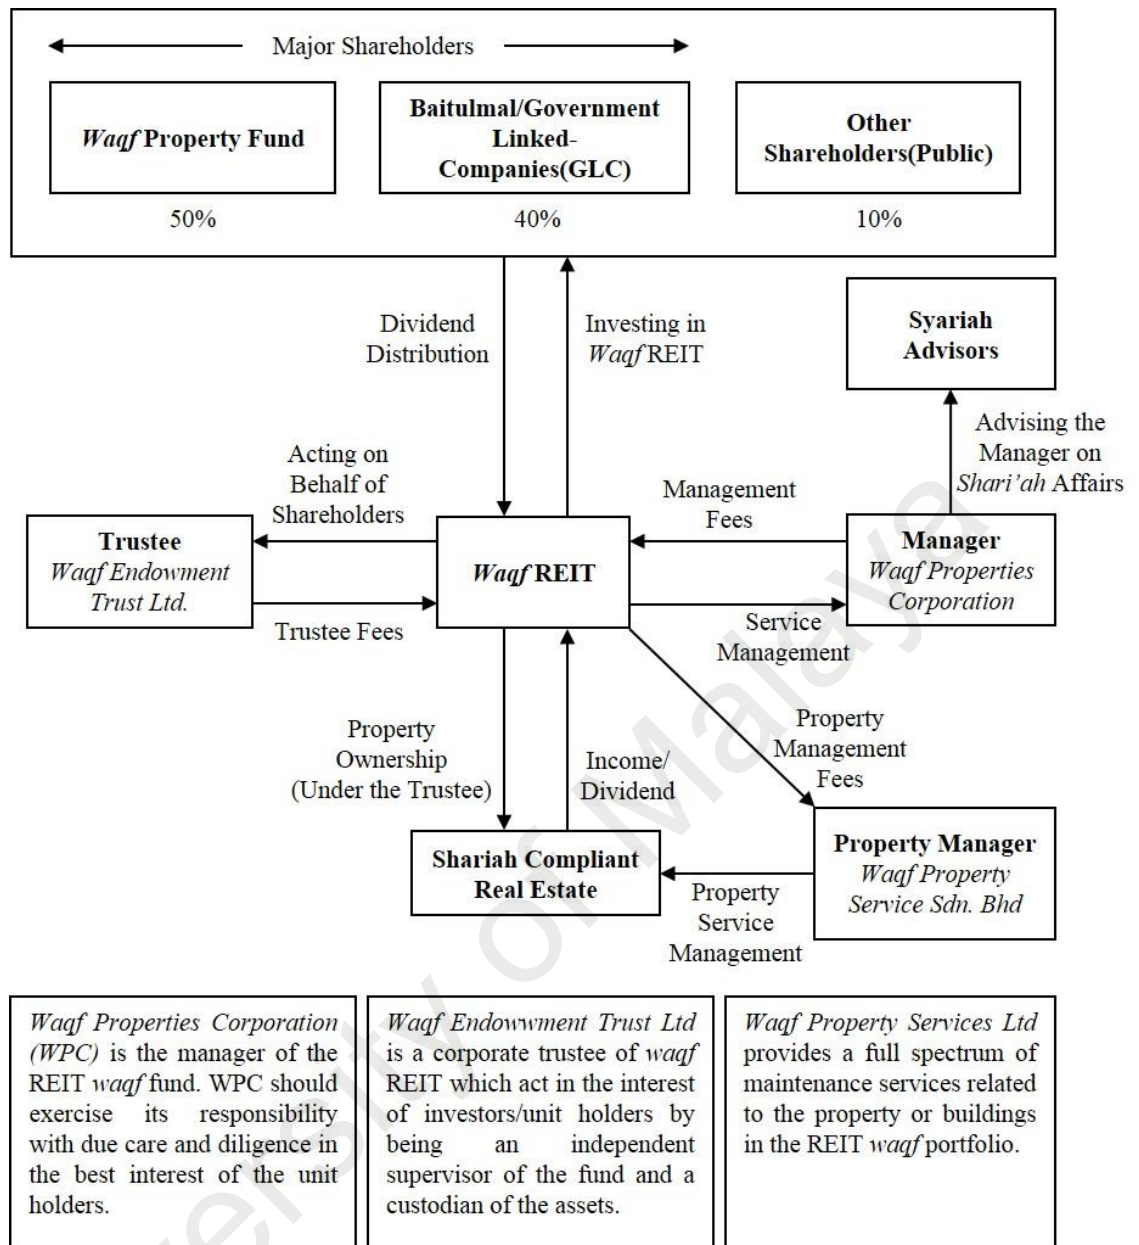 Major Shareholders
Waqf Property Fund
Baitulmal/Government
Linked-
Companies(GLC)
Other
Shareholders(Public)
50%
40%
10%
Dividend
Distribution
Investing in
Waqf REIT
Syariah
Advisors
Advising the
Manager on
Shari'ah Affairs
Acting on
Behalf of
Shareholders
Management
Fees
Trustee
Waqf Endowment
Trust Ltd.
Waqf REIT
Manager
Waqf Properties
Corporation
Trustee Fees
Service
Management
Property
Ownership
(Under the Trustee)
Income/
Dividend
Property
Management
Fees
Shariah Compliant
Real Estate
Property Manager
Waqf Property
Service Sdn. Bhd
Property
Service
Management
Waqf Properties Corporation
(WPC) is the manager of the
REIT waqf fund. WPC should
exercise its responsibility
with due care and diligence in
the best interest of the unit
holders.
Waqf Endowwment Trust Ltd
is a corporate trustee of waqf
REIT which act in the interest
of investors/unit holders by
being an independent
supervisor of the fund and a
custodian of the assets.
Waqf Property Services Ltd
provides a full spectrum of
maintenance services related
to the property or buildings
in the REIT waqf portfolio.
ersity of Malaya